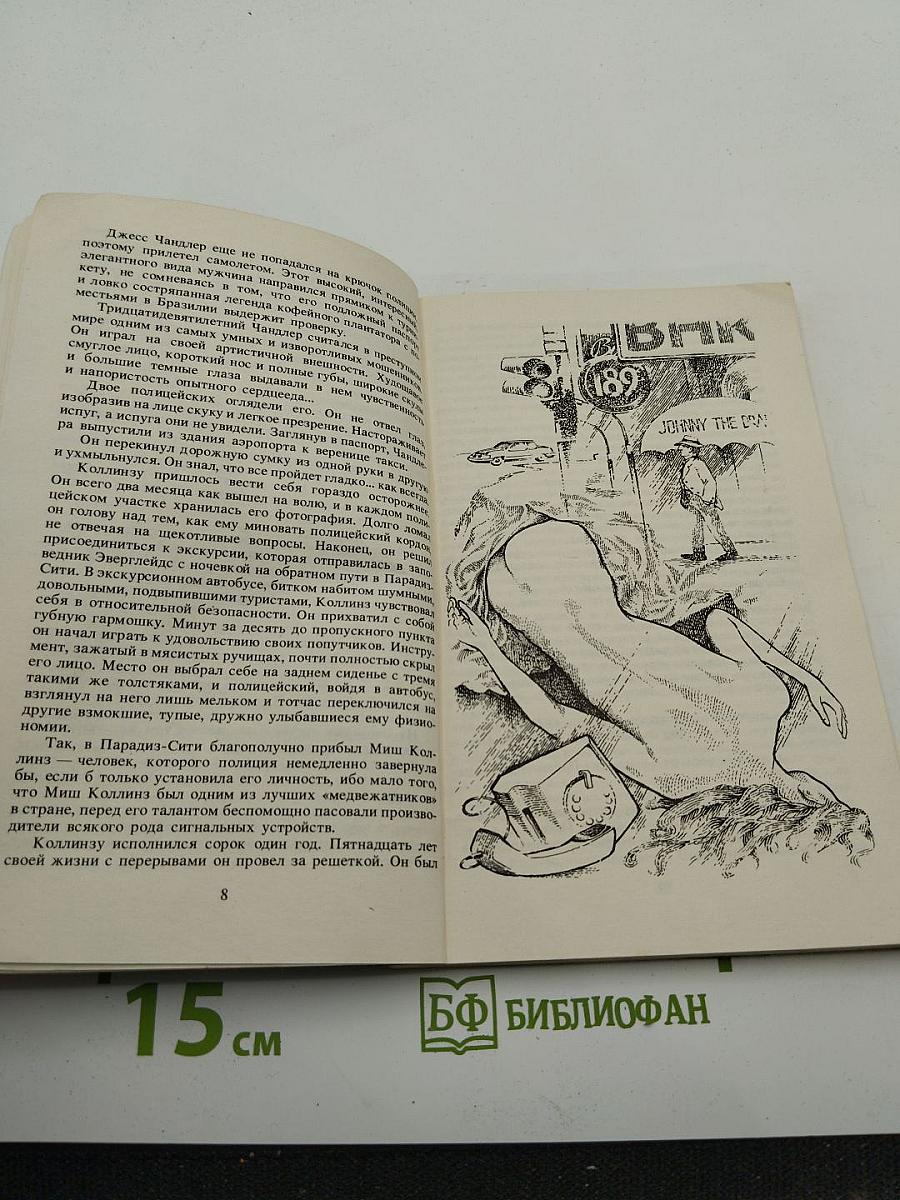 Джесс Чандлер еще не попадался на крючок полиции,
поэтому прилетел самолетом. Этот высокий, интересный,
элегантного вида мужчина направился прямиком к турни-
кету, не сомневаясь в том, что его подложный паспорт
и ловко состряпанная легенда кофейного плантатора с по-
местьями в Бразилии выдержит проверку.
Тридцатидевятилетний Чандлер считался в преступном
мире одним из самых умных и изворотливых мошенников.
Он играл на своей артистичной внешности. Худощавое
смуглое лицо, короткий нос и полные губы, широкие скулы
и большие темные глаза выдавали в нем чувственность
и напористость опытного сердцееда...
Двое полицейских оглядели его. Он не отвел глаз,
изобразив на лице скуку и легкое презрение. Настораживает
испуг, а испуга они не увидели. Заглянув в паспорт, Чандле-
ра выпустили из здания аэропорта к веренице такси.
Он перекинул дорожную сумку из одной руки в другую
и ухмыльнулся. Он знал, что все пройдет гладко... как всегда.
Коллинзу пришлось вести себя гораздо осторожнее.
Он всего два месяца как вышел на волю, и в каждом поли-
цейском участке хранилась его фотография. Долго ломал
он голову над тем, как ему миновать полицейский кордон,
не отвечая на щекотливые вопросы. Наконец, он решил
присоединиться к экскурсии, которая отправилась в запо-
ведник Эверглейдс с ночевкой на обратном пути в Парадиз-
Сити. В экскурсионном автобусе, битком набитом шумными,
довольными, подвыпившими туристами, Коллинз чувствовал
себя в относительной безопасности. Он прихватил с собой
губную гармошку. Минут за десять до пропускного пункта
он начал играть к удовольствию своих попутчиков. Инстру-
мент, зажатый в мясистых ручищах, почти полностью скрыл
его лицо. Место он выбрал себе на заднем сиденье с тремя
такими же толстяками, и полицейский, войдя в автобус,
взглянул на него лишь мельком и тотчас переключился на
другие взмокшие, тупые, дружно улыбавшиеся ему физио-
номии.
Так, в Парадиз-Сити благополучно прибыл Миш Кол-
линз — человек, которого полиция немедленно завернула
бы, если б только установила его личность, ибо мало того,
что Миш Коллинз был одним из лучших «медвежатников»
в стране, перед его талантом беспомощно пасовали произво-
дители всякого рода сигнальных устройств.
Коллинзу исполнился сорок один год. Пятнадцать лет
своей жизни с перерывами он провел за решеткой. Он был
8
B
189
JOHNNY THE
15 см
БФ БИБЛИОФАН